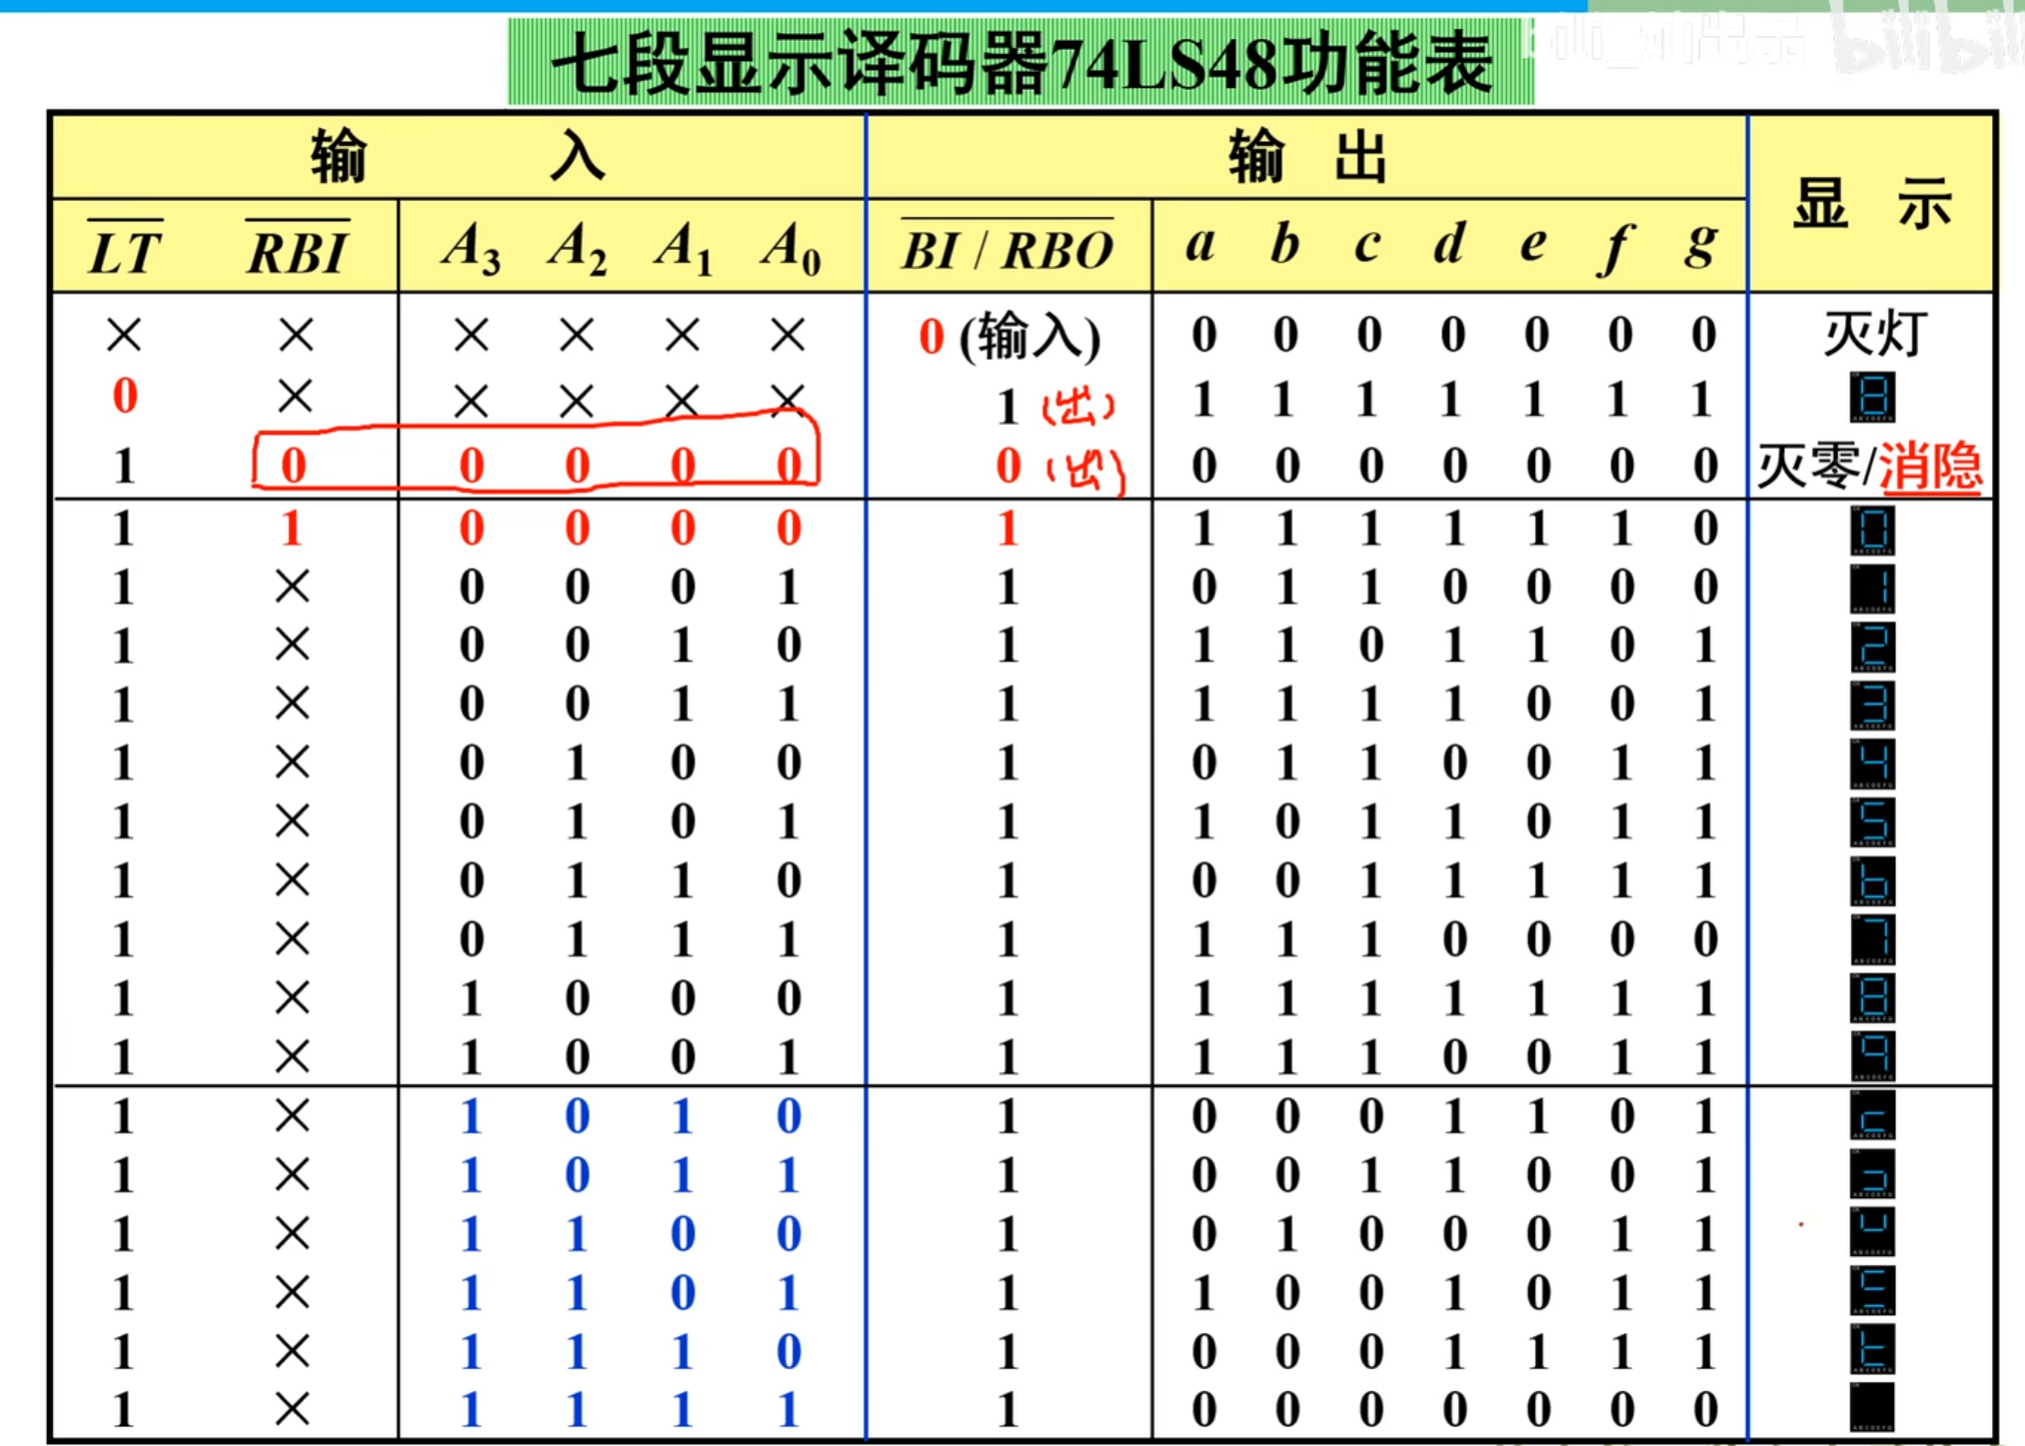 七段显示译码器74LS48功能表
bilibili
输 入 输 出 显 示
LT RBI A3 A2 A1 A0 BI / RBO a b c d e f g
× × × × × × 0 (输入) 0 0 0 0 0 0 0 灭灯
0 × × × × × 1 (出) 1 1 1 1 1 1 1 8
1 0 0 0 0 0 0 (出) 0 0 0 0 0 0 0 灭零/消隐
1 1 0 0 0 0 1 1 1 1 1 1 1 0 0
1 × 0 0 0 1 1 0 1 1 0 0 0 0 1
1 × 0 0 1 0 1 1 1 0 1 1 0 1 2
1 × 0 0 1 1 1 1 1 1 1 0 0 1 3
1 × 0 1 0 0 1 0 1 1 0 0 1 1 4
1 × 0 1 0 1 1 1 0 1 1 0 1 1 5
1 × 0 1 1 0 1 0 0 1 1 1 1 1 b
1 × 0 1 1 1 1 1 1 1 0 0 0 0 7
1 × 1 0 0 0 1 1 1 1 1 1 1 1 8
1 × 1 0 0 1 1 1 1 1 0 0 1 1 9
1 × 1 0 1 0 1 0 0 0 1 1 0 1
1 × 1 0 1 1 1 0 0 1 1 0 0 1
1 × 1 1 0 0 1 0 1 0 0 0 1 1
1 × 1 1 0 1 1 1 0 0 1 0 1 1
1 × 1 1 1 0 1 0 0 0 1 1 1 1
1 × 1 1 1 1 1 0 0 0 0 0 0 0